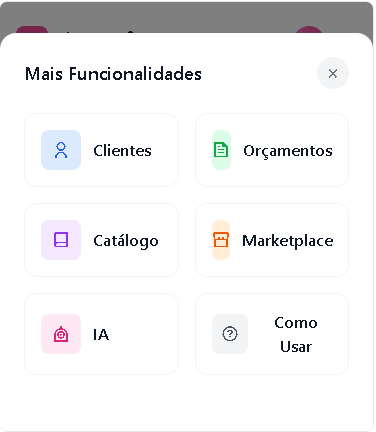 Mais Funcionalidades
Clientes
Orçamentos
Catálogo
Marketplace
IA
Como
Usar